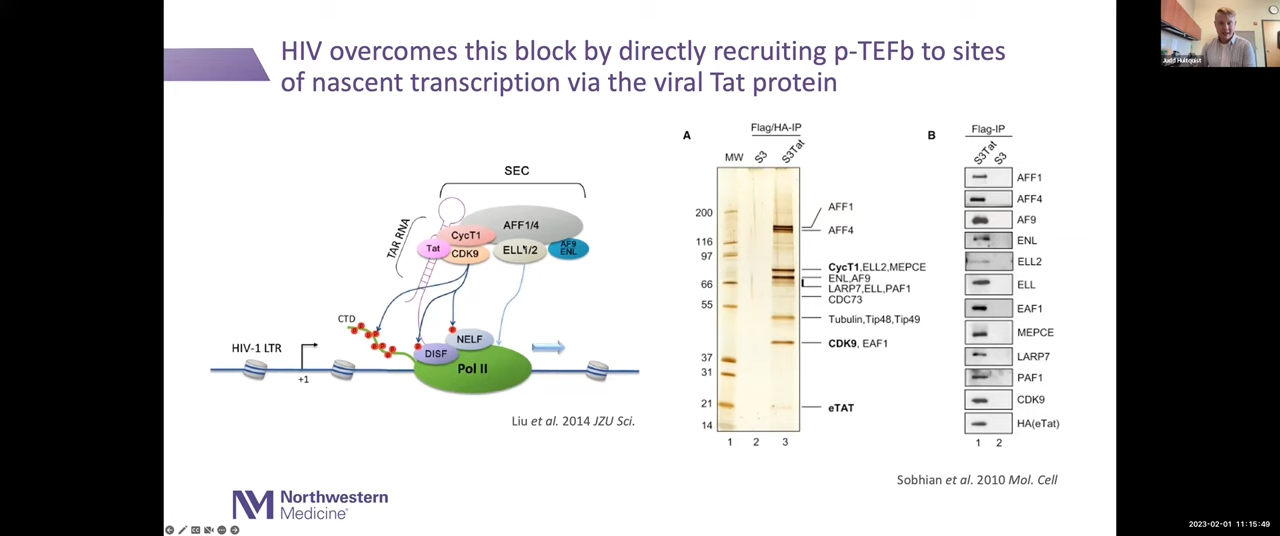 HIV overcomes this block by directly recruiting p-TEFb to sites
of nascent transcription via the viral Tat protein
Judd Hultquist
SEC
TAR RNA
AFF1/4
CycT1
Tat
CDK9
ELL1/2
AF9
ENL
CTD
P
P
P
P
P
P
P
P
NELF
DISF
HIV-1 LTR
+1
Pol II
Liu et al. 2014 JZU Sci.
A
Flag/HA-IP
MW
S3
S3Tat
200
116
97
66
55
37
31
21
14
AFF1
AFF4
CycT1,ELL2,MEPCE
ENL,AF9
LARP7,ELL,PAF1
CDC73
Tubulin,Tip48,Tip49
CDK9, EAF1
eTAT
1 2 3
B
Flag-IP
S3Tat
S3
AFF1
AFF4
AF9
ENL
ELL2
ELL
EAF1
MEPCE
LARP7
PAF1
CDK9
HA(eTat)
1 2
Sobhian et al. 2010 Mol. Cell
NM Northwestern
Medicine®
2023-02-01 11:15:49